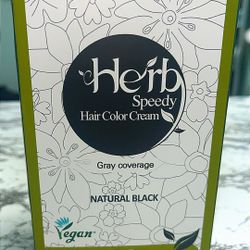 Herb
Speedy
Hair Color Cream
Gray coverage
NATURAL BLACK
Vegan